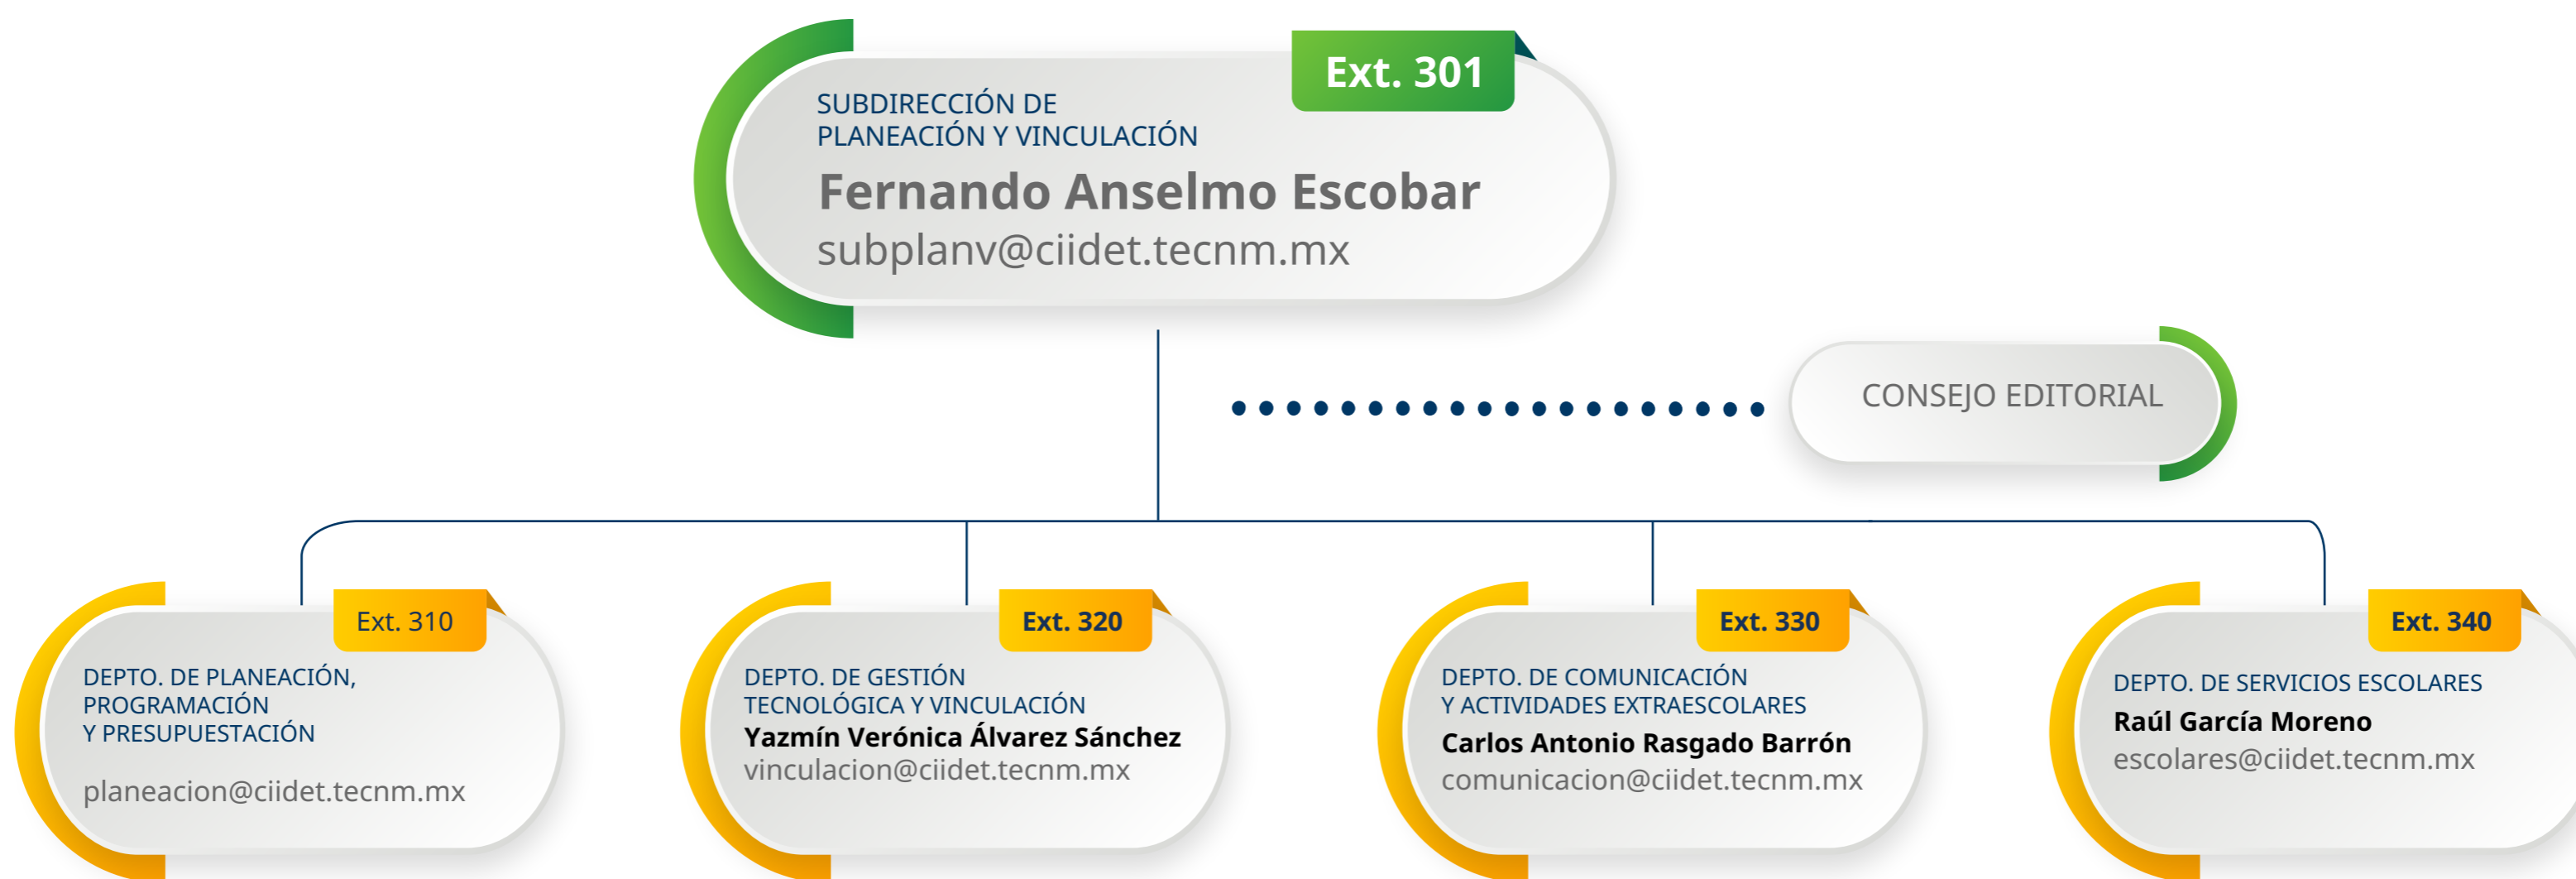 Ext. 301
SUBDIRECCIÓN DE
PLANEACIÓN Y VINCULACIÓN
Fernando Anselmo Escobar
subplanv@ciidet.tecnm.mx
CONSEJO EDITORIAL
Ext. 310
DEPTO. DE PLANEACIÓN,
PROGRAMACIÓN
Y PRESUPUESTACIÓN
planeacion@ciidet.tecnm.mx
Ext. 320
DEPTO. DE GESTIÓN
TECNOLÓGICA Y VINCULACIÓN
Yazmín Verónica Álvarez Sánchez
vinculacion@ciidet.tecnm.mx
Ext. 330
DEPTO. DE COMUNICACIÓN
Y ACTIVIDADES EXTRAESCOLARES
Carlos Antonio Rasgado Barrón
comunicacion@ciidet.tecnm.mx
Ext. 340
DEPTO. DE SERVICIOS ESCOLARES
Raúl García Moreno
escolares@ciidet.tecnm.mx